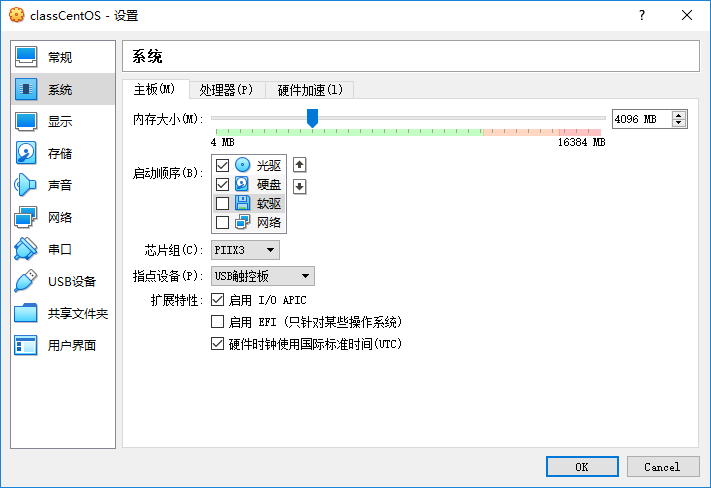 classCentOS - 设置
常规
系统
显示
存储
声音
网络
串口
USB设备
共享文件夹
用户界面
系统
主板(M) 处理器(P) 硬件加速(l)
内存大小(M): 4096 MB
4 MB 16384 MB
启动顺序(B): 光驱
硬盘
软驱
网络
芯片组(C): PIIX3
指点设备(P): USB触控板
扩展特性: 启用 I/O APIC
启用 EFI (只针对某些操作系统)
硬件时钟使用国际标准时间(UTC)
OK Cancel